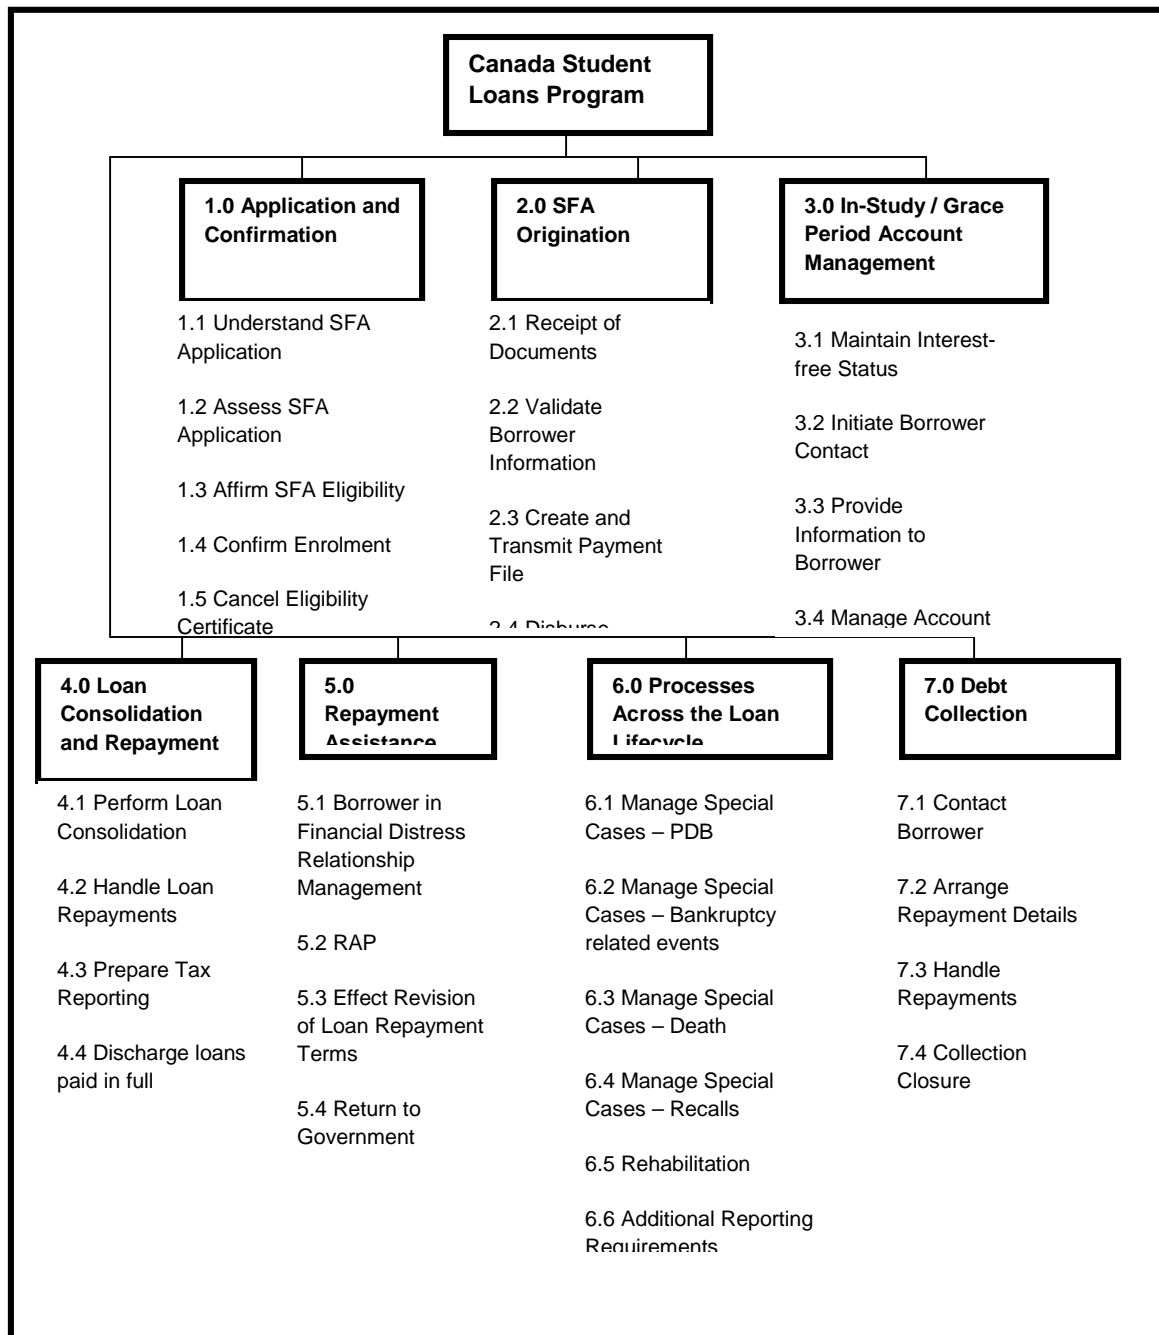 Canada Student
Loans Program
1.0 Application and
Confirmation
2.0 SFA
Origination
3.0 In-Study / Grace
Period Account
Management
1.1 Understand SFA
Application
1.2 Assess SFA
Application
1.3 Affirm SFA Eligibility
1.4 Confirm Enrolment
1.5 Cancel Eligibility
Certificate
2.1 Receipt of
Documents
2.2 Validate
Borrower
Information
2.3 Create and
Transmit Payment
File
2.4 Disburse
3.1 Maintain Interest-
free Status
3.2 Initiate Borrower
Contact
3.3 Provide
Information to
Borrower
3.4 Manage Account
4.0 Loan
Consolidation
and Repayment
5.0
Repayment
Assistance
6.0 Processes
Across the Loan
Lifecycle
7.0 Debt
Collection
4.1 Perform Loan
Consolidation
4.2 Handle Loan
Repayments
4.3 Prepare Tax
Reporting
4.4 Discharge loans
paid in full
5.1 Borrower in
Financial Distress
Relationship
Management
5.2 RAP
5.3 Effect Revision
of Loan Repayment
Terms
5.4 Return to
Government
6.1 Manage Special
Cases – PDB
6.2 Manage Special
Cases – Bankruptcy
related events
6.3 Manage Special
Cases – Death
6.4 Manage Special
Cases – Recalls
6.5 Rehabilitation
6.6 Additional Reporting
Requirements
7.1 Contact
Borrower
7.2 Arrange
Repayment Details
7.3 Handle
Repayments
7.4 Collection
Closure